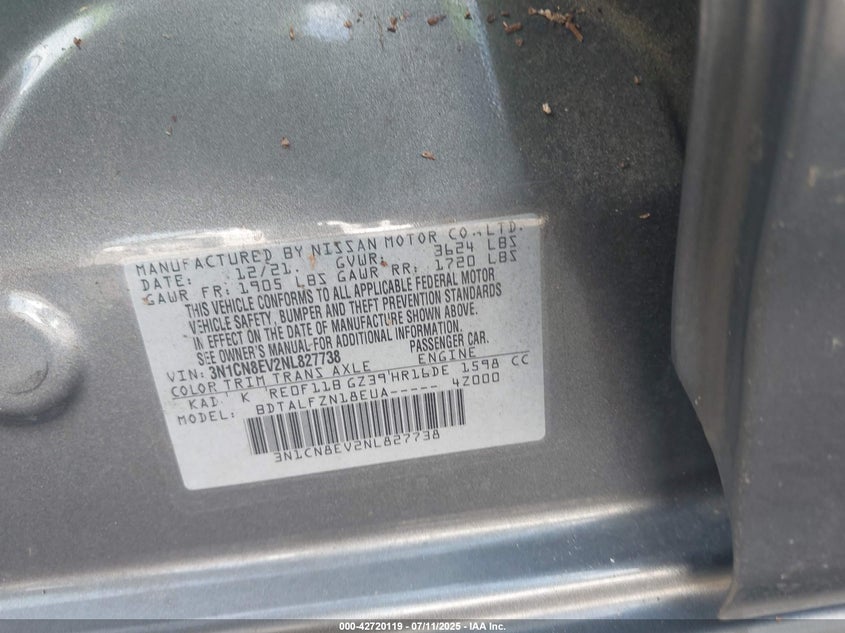 MANUFACTURED BY NISSAN MOTOR CO.,LTD.
DATE: 12/21. GVWR: 3624 LBS
GAWR FR: 1905 LBS GAWR RR: 1720 LBS
THIS VEHICLE CONFORMS TO ALL APPLICABLE FEDERAL MOTOR
VEHICLE SAFETY, BUMPER AND THEFT PREVENTION STANDARDS
IN EFFECT ON THE DATE OF MANUFACTURE SHOWN ABOVE.
SEE OWNER'S MANUAL-FOR ADDITIONAL INFORMATION.
VIN: 3N1CN8EV2NL827738 PASSENGER CAR.
COLOR TRIM TRANS AXLE ENGINE
KAD K RE0F11B GZ39 HR16DE 1598 CC
MODEL: BDTALFZN18EUA----- 4Z000
3N1CN8EV2NL827738
000-42720119 - 07/11/2025 - IAA Inc.